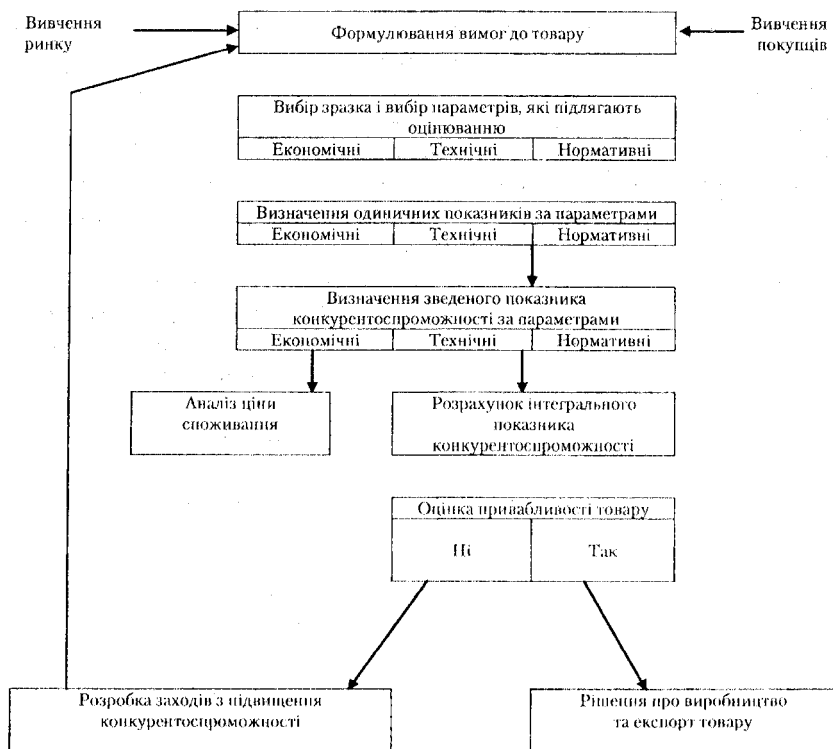 Вивчення
ринку
Формулювання вимог до товару
Вивчення
покупців
Вибір зразка і вибір параметрів, які підлягають
оцінюванню
Економічні Технічні Нормативні
Визначення одиничних показників за параметрами
Економічні Технічні Нормативні
Визначення зведеного показника
конкурентоспроможності за параметрами
Економічні Технічні Нормативні
Аналіз ціни
споживання
Розрахунок інтегрального
показника
конкурентоспроможності
Оцінка привабливості товару
Ні Так
Розробка заходів з підвищення
конкурентоспроможності
Рішення про виробництво
та експорт товару